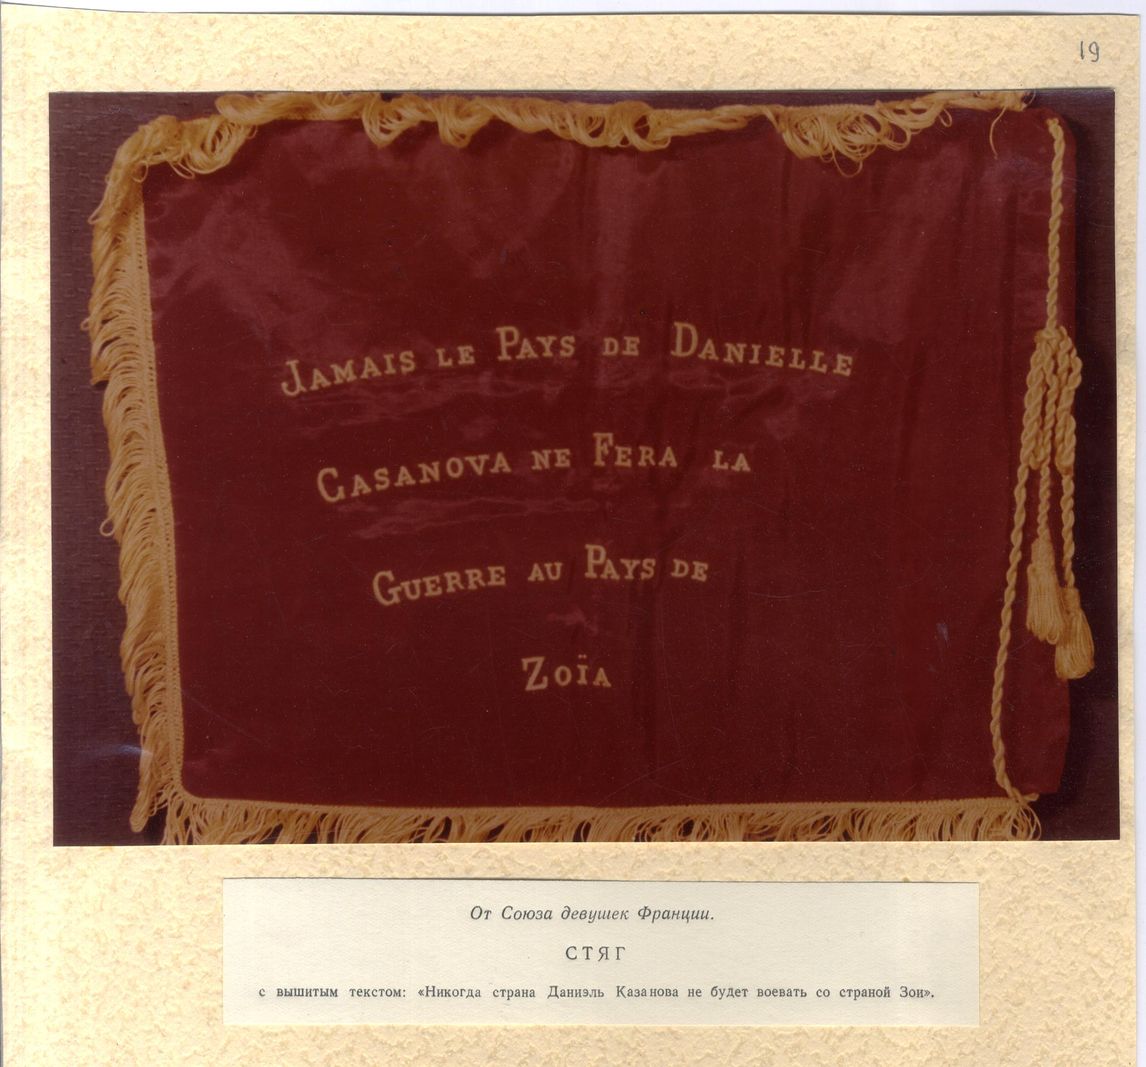 19
Jamais le Pays de Danielle
Casanova ne Fera la
Guerre au Pays de
Zoïa
От Союза девушек Франции.
СТЯГ
с вышитым текстом: «Никогда страна Даниэль Казанова не будет воевать со страной Зои».